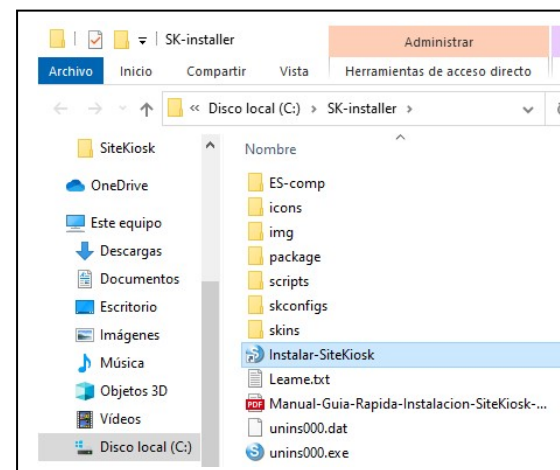 SK-installer
Administrar
Archivo Inicio Compartir Vista Herramientas de acceso directo
« Disco local (C:) › SK-installer ›
SiteKiosk
OneDrive
Este equipo
Descargas
Documentos
Escritorio
Imágenes
Música
Objetos 3D
Vídeos
Disco local (C:)
Nombre
ES-comp
icons
img
package
scripts
skconfigs
skins
Instalar-SiteKiosk
Leame.txt
PDF Manual-Guia-Rapida-Instalacion-SiteKiosk-...
unins000.dat
unins000.exe